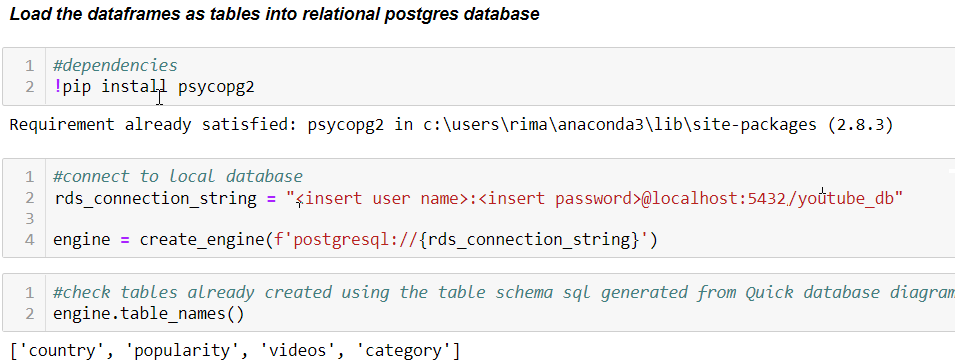 Load the dataframes as tables into relational postgres database
1 #dependencies
2 !pip install psycopg2
Requirement already satisfied: psycopg2 in c:\users\rima\anaconda3\lib\site-packages (2.8.3)
1 #connect to local database
2 rds_connection_string = "<insert user name>:<insert password>@localhost:5432/youtube_db"
3
4 engine = create_engine(f'postgresql://{rds_connection_string}')
1 #check tables already created using the table schema sql generated from Quick database diagram
2 engine.table_names()
['country', 'popularity', 'videos', 'category']